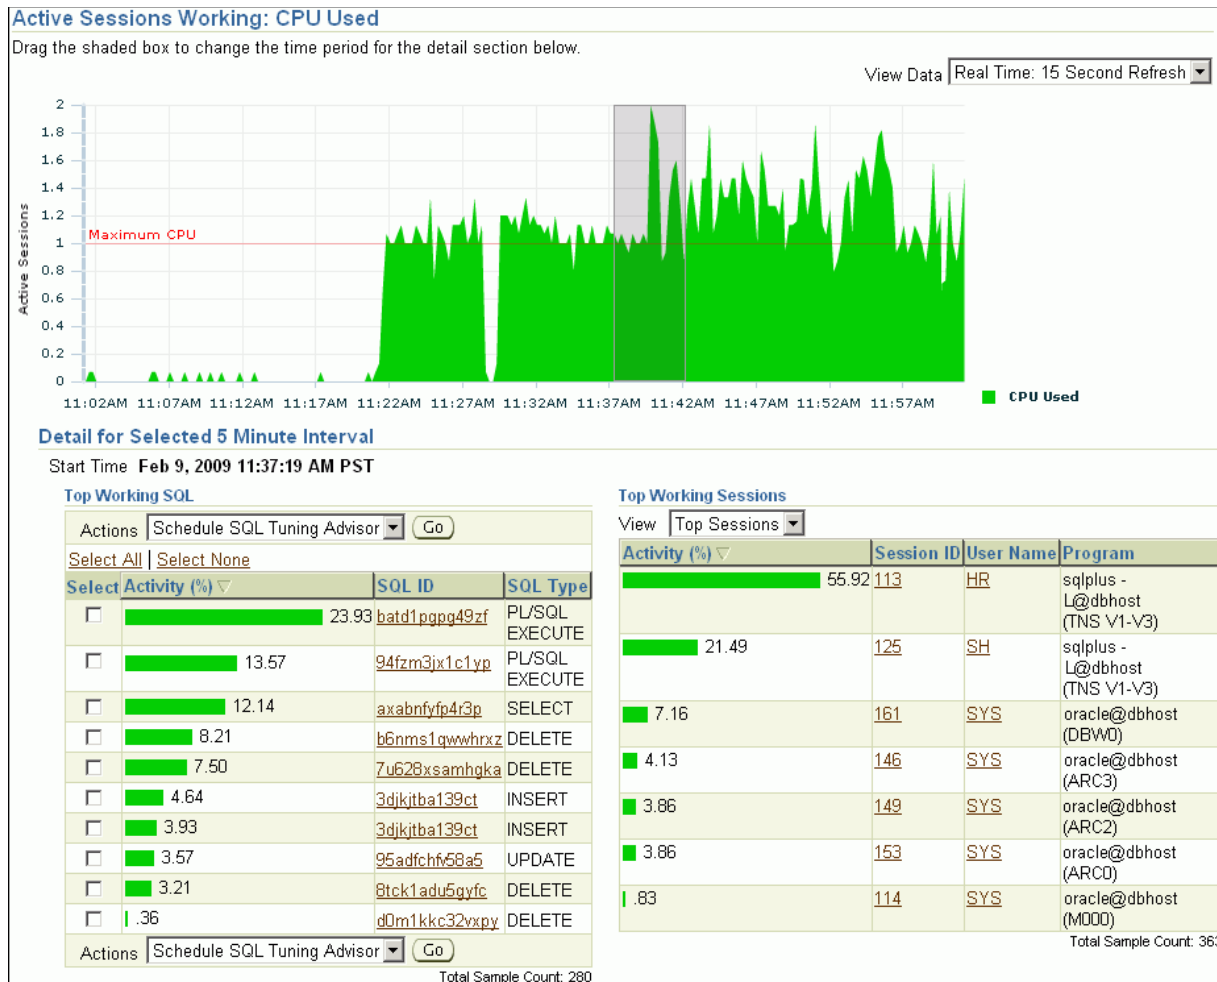 Active Sessions Working: CPU Used
Drag the shaded box to change the time period for the detail section below.
View Data Real Time: 15 Second Refresh
2
1.8
1.6
1.4
1.2
1
0.8
0.6
0.4
0.2
0
Active Sessions
Maximum CPU
11:02AM 11:07AM 11:12AM 11:17AM 11:22AM 11:27AM 11:32AM 11:37AM 11:42AM 11:47AM 11:52AM 11:57AM
CPU Used
Detail for Selected 5 Minute Interval
Start Time Feb 9, 2009 11:37:19 AM PST
Top Working SQL
Actions Schedule SQL Tuning Advisor Go
Select All | Select None
Select Activity (%) SQL ID SQL Type
23.93 batd1pgpg49zf PL/SQL
EXECUTE
13.57 94fzm3jx1c1yp PL/SQL
EXECUTE
12.14 axabnfyfp4r3p SELECT
8.21 b6nms1qwwhrxz DELETE
7.50 7u628xsamhgka DELETE
4.64 3djkjtba139ct INSERT
3.93 3djkjtba139ct INSERT
3.57 95adfchfv58a5 UPDATE
3.21 8tck1adu5gyfc DELETE
.36 d0m1kkc32vxpy DELETE
Actions Schedule SQL Tuning Advisor Go
Total Sample Count: 280
Top Working Sessions
View Top Sessions
Activity (%) Session ID User Name Program
55.92 113 HR sqlplus -
L@dbhost
(TNS V1-V3)
21.49 125 SH sqlplus -
L@dbhost
(TNS V1-V3)
7.16 161 SYS oracle@dbhost
(DBW0)
4.13 146 SYS oracle@dbhost
(ARC3)
3.86 149 SYS oracle@dbhost
(ARC2)
3.86 153 SYS oracle@dbhost
(ARC0)
.83 114 SYS oracle@dbhost
(M000)
Total Sample Count: 363